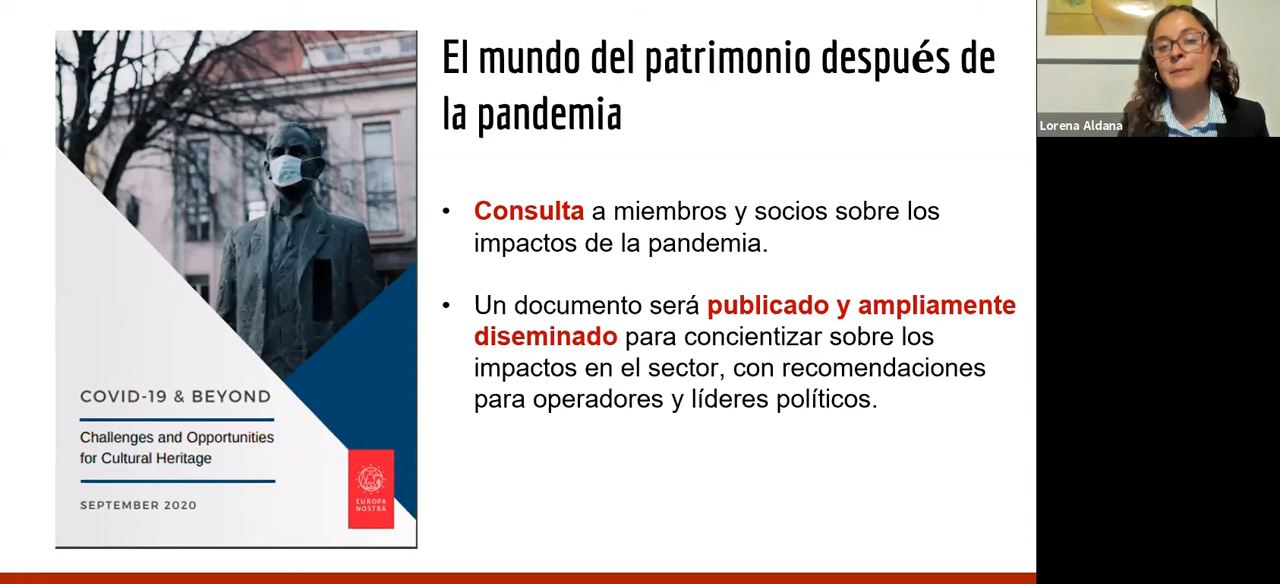 El mundo del patrimonio después de
la pandemia
• Consulta a miembros y socios sobre los
impactos de la pandemia.
• Un documento será publicado y ampliamente
diseminado para concientizar sobre los
impactos en el sector, con recomendaciones
para operadores y líderes políticos.
COVID-19 & BEYOND
Challenges and Opportunities
for Cultural Heritage
SEPTEMBER 2020
EUROPA
NOSTRA
Lorena Aldana